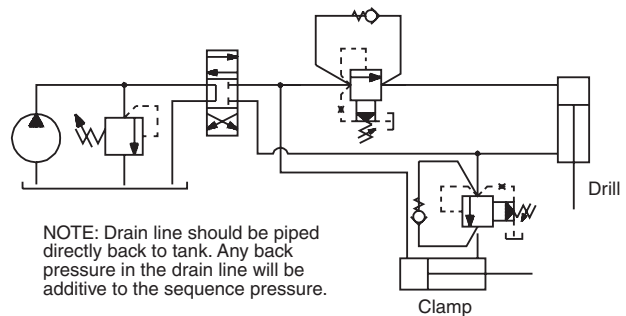 Drill
NOTE: Drain line should be piped
directly back to tank. Any back
pressure in the drain line will be
additive to the sequence pressure.
Clamp